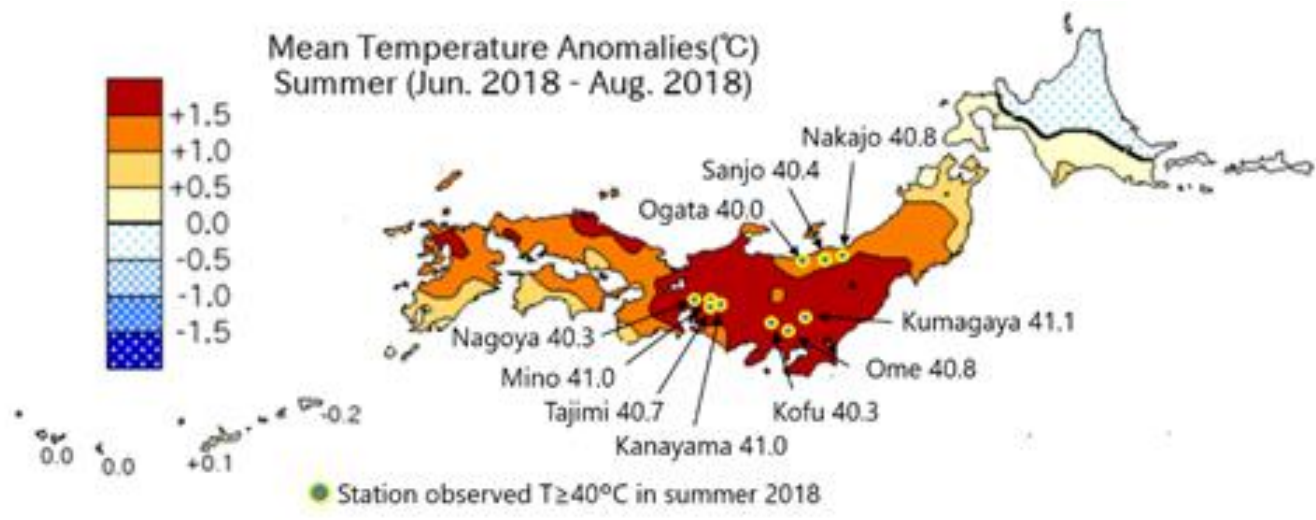 Mean Temperature Anomalies(℃)
Summer (Jun. 2018 - Aug. 2018)
+1.5
+1.0
+0.5
0.0
-0.5
-1.0
-1.5
Nakajo 40.8
Sanjo 40.4
Ogata 40.0
Nagoya 40.3
Kumagaya 41.1
Mino 41.0
Ome 40.8
Tajimi 40.7
Kofu 40.3
Kanayama 41.0
-0.2
0.0
0.0
+0.1
Station observed T≥40°C in summer 2018